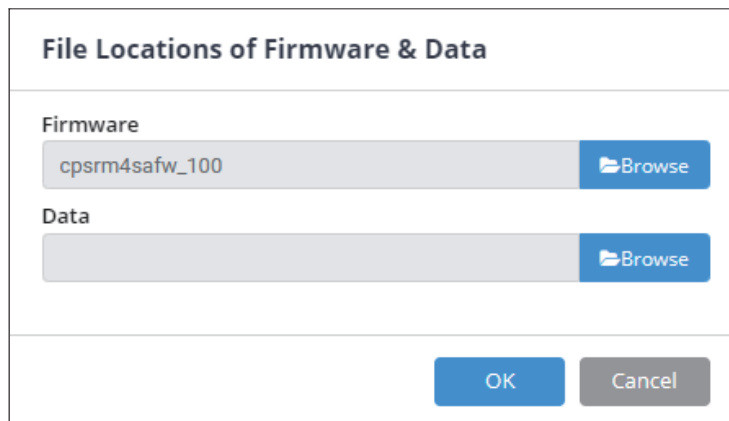 File Locations of Firmware & Data
Firmware
cpsrm4safw_100
Browse
Data
Browse
OK
Cancel